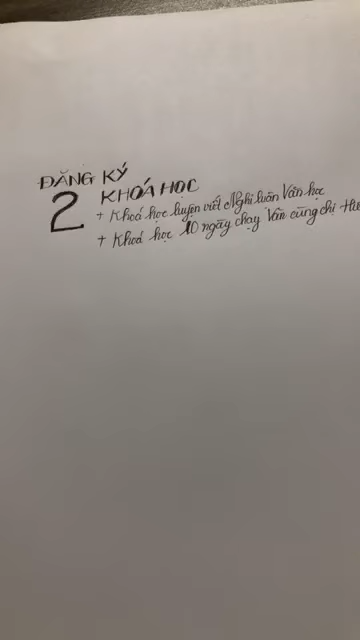 ĐĂNG KÝ
2 KHOÁ HỌC
+ Khoá học luyện viết Nghị luận Văn học
+ Khoá học 10 ngày chạy Văn cùng chị